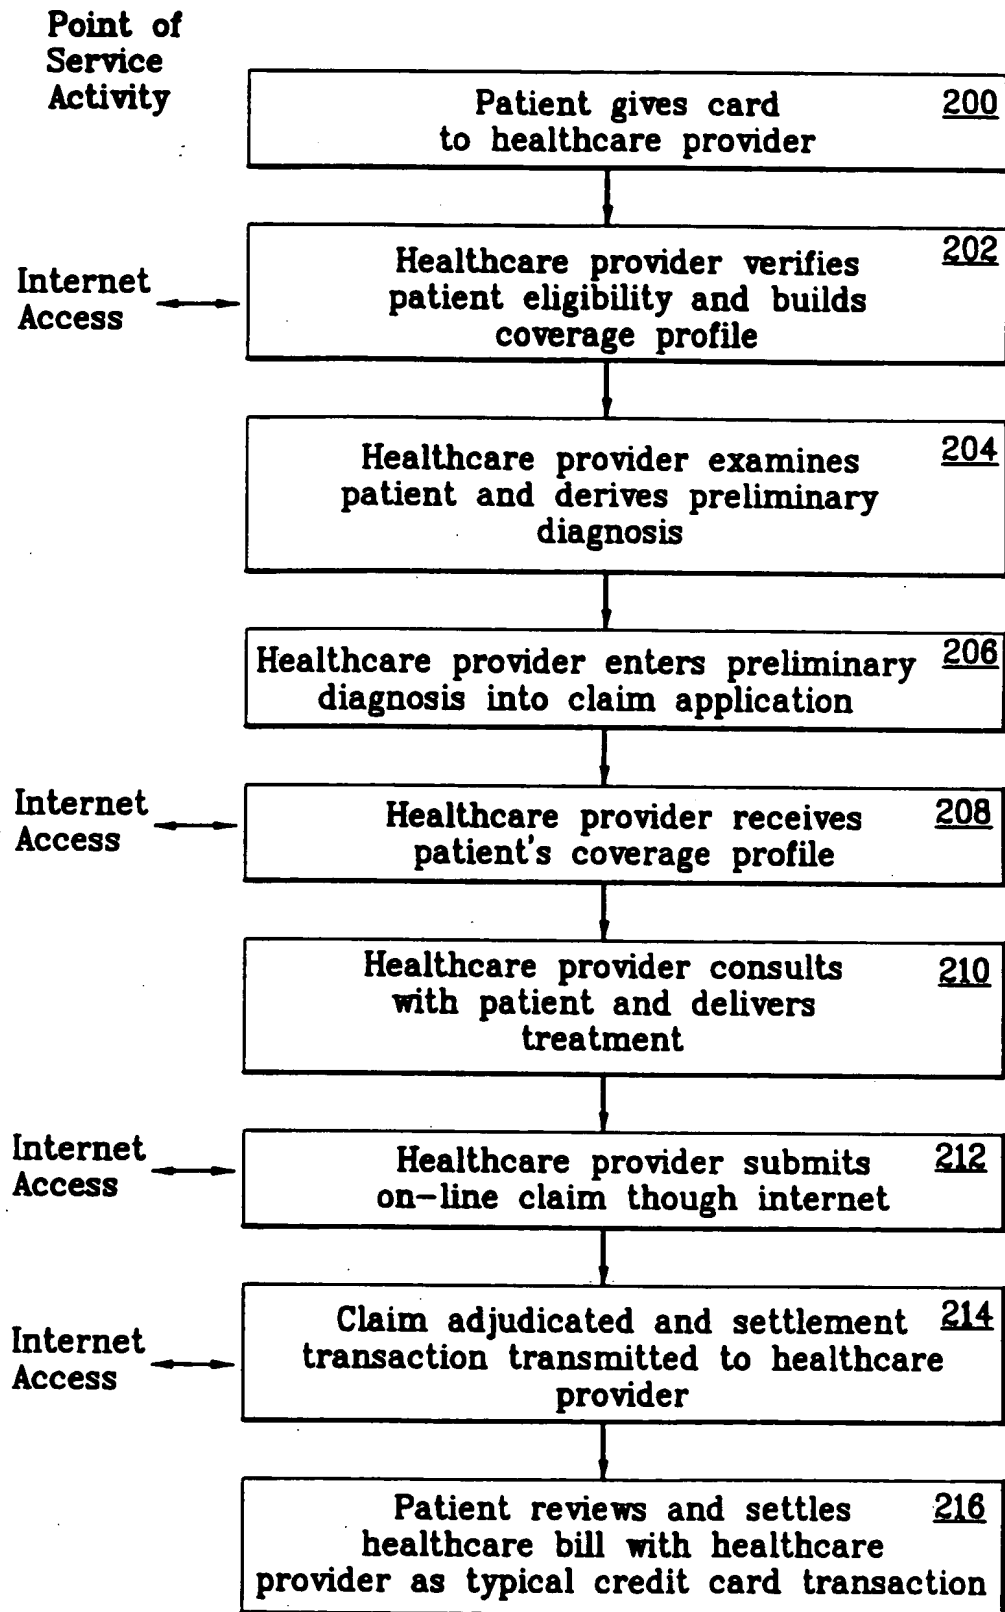 Point of
Service
Activity
Patient gives card
to healthcare provider
200
Internet
Access
Healthcare provider verifies
patient eligibility and builds
coverage profile
202
Healthcare provider examines
patient and derives preliminary
diagnosis
204
Healthcare provider enters preliminary
diagnosis into claim application
206
Internet
Access
Healthcare provider receives
patient's coverage profile
208
Healthcare provider consults
with patient and delivers
treatment
210
Internet
Access
Healthcare provider submits
on-line claim though internet
212
Internet
Access
Claim adjudicated and settlement
transaction transmitted to healthcare
provider
214
Patient reviews and settles
healthcare bill with healthcare
provider as typical credit card transaction
216